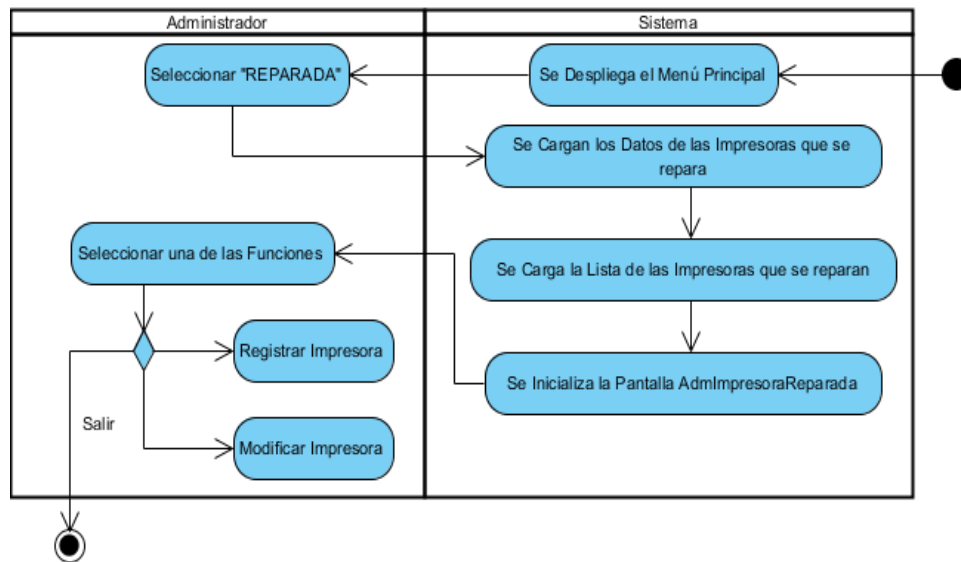 Administrador
Sistema
Seleccionar "REPARADA"
Se Despliega el Menú Principal
Se Cargan los Datos de las Impresoras que se
repara
Seleccionar una de las Funciones
Se Carga la Lista de las Impresoras que se reparan
Registrar Impresora
Se Inicializa la Pantalla AdmImpresoraReparada
Salir
Modificar Impresora